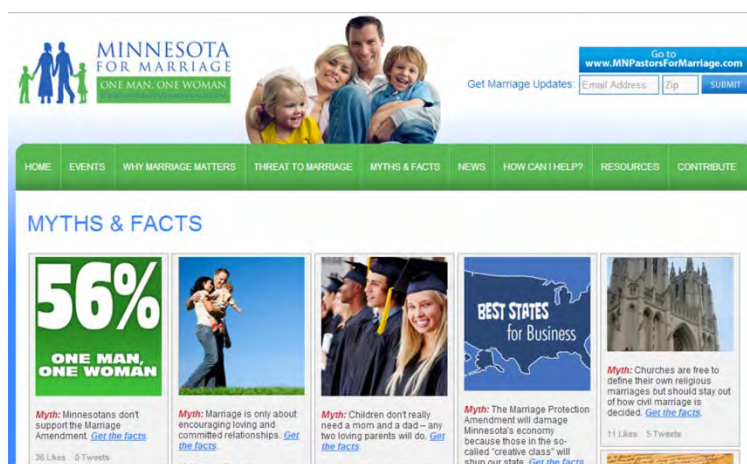 MINNESOTA
FOR MARRIAGE
ONE MAN, ONE WOMAN
Go to
www.MNPastorsForMarriage.com
Get Marriage Updates:
Email Address
Zip
SUBMIT
HOME
EVENTS
WHY MARRIAGE MATTERS
THREAT TO MARRIAGE
MYTHS & FACTS
NEWS
HOW CAN I HELP?
RESOURCES
CONTRIBUTE
MYTHS & FACTS
56%
ONE MAN,
ONE WOMAN
Myth: Minnesotans don't
support the Marriage
Amendment. Get the facts.
36 Likes 0 Tweets
Myth: Marriage is only about
encouraging loving and
committed relationships. Get
the facts.
Myth: Children don't really
need a mom and a dad – any
two loving parents will do. Get
the facts.
BEST STATES
for Business
Myth: The Marriage Protection
Amendment will damage
Minnesota's economy
because those in the so-
called "creative class" will
shun our state. Get the facts.
Myth: Churches are free to
define their own religious
marriages but should stay out
of how civil marriage is
decided. Get the facts.
11 Likes 5 Tweets